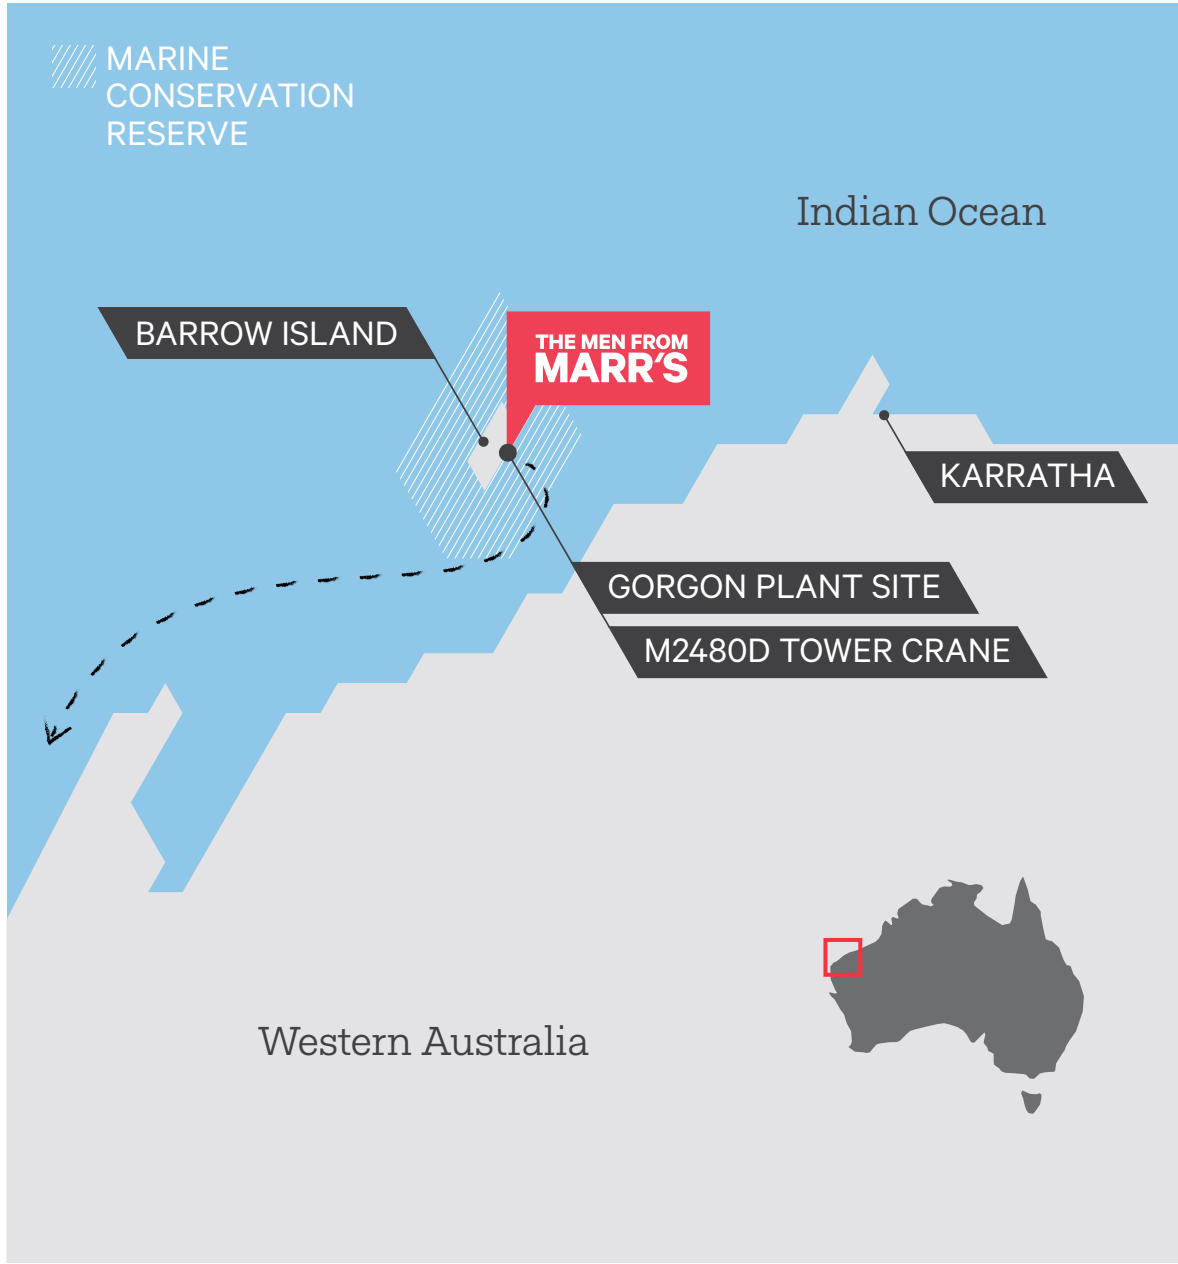 MARINE
CONSERVATION
RESERVE
Indian Ocean
BARROW ISLAND
THE MEN FROM
MARR'S
KARRATHA
GORGON PLANT SITE
M2480D TOWER CRANE
Western Australia